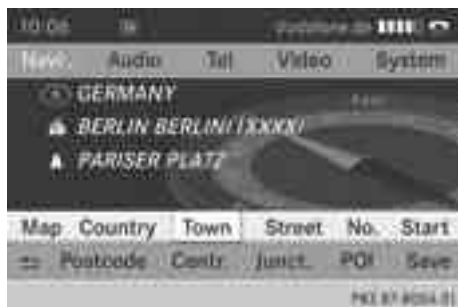 10:06
Navi Audio Tel Video System
GERMANY
BERLIN BERLIN/[XXXX]
PARISER PLATZ
Map Country Town Street No. Start
Postcode Centr. Junct. POI Save